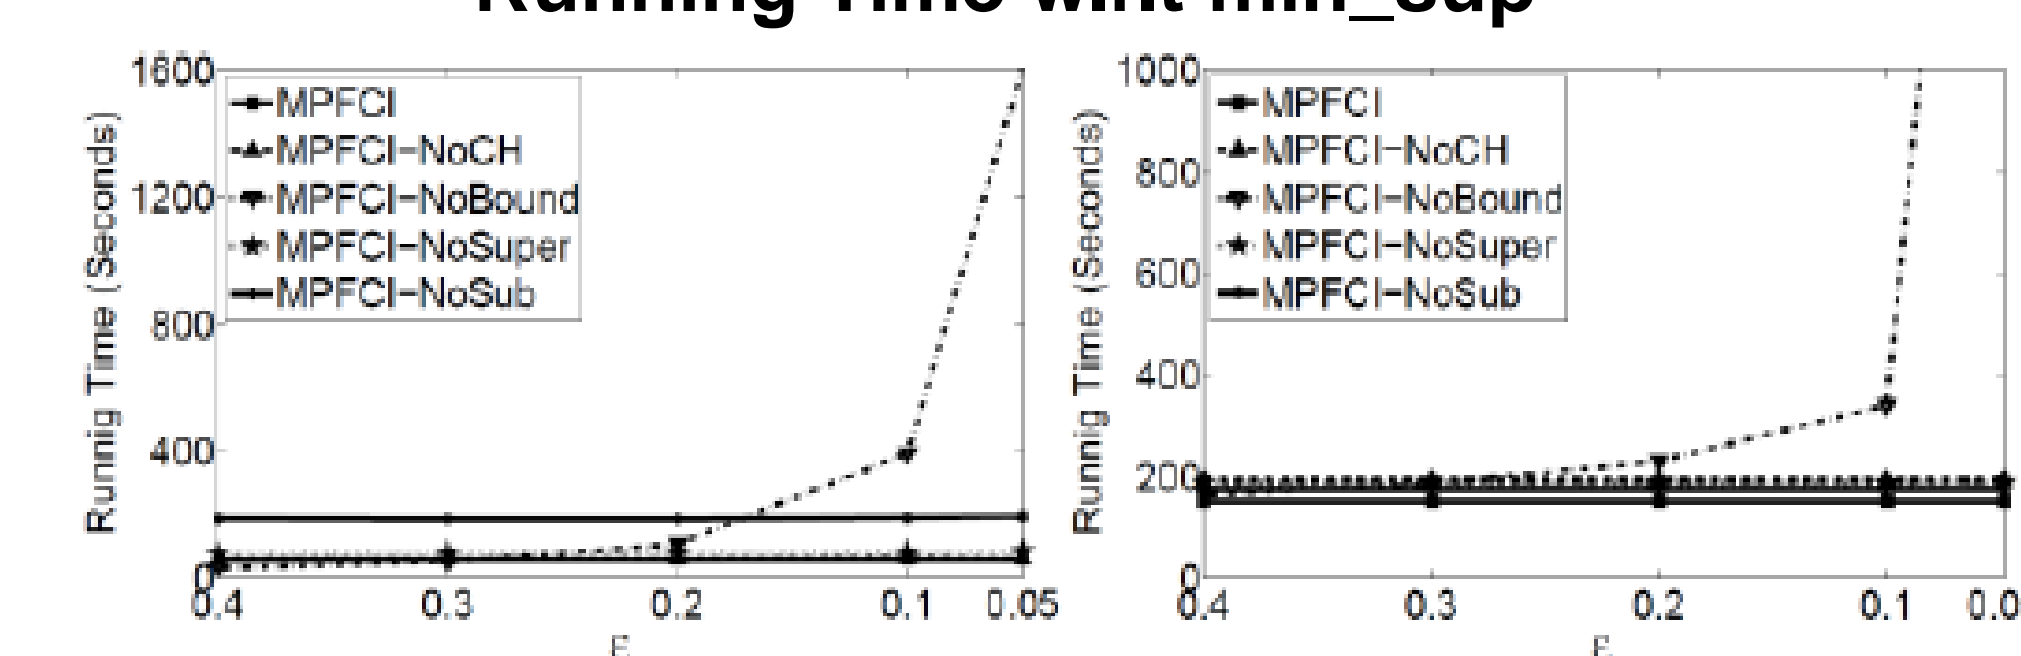 Running Time w.r.t min_sup
1600
1200
800
400
0
Runnig Time (Seconds)
MPFCI
MPFCI-NoCH
MPFCI-NoBound
MPFCI-NoSuper
MPFCI-NoSub
0.4 0.3 0.2 0.1 0.05
1000
800
600
400
200
0
Runnig Time (Seconds)
MPFCI
MPFCI-NoCH
MPFCI-NoBound
MPFCI-NoSuper
MPFCI-NoSub
0.4 0.3 0.2 0.1 0.0